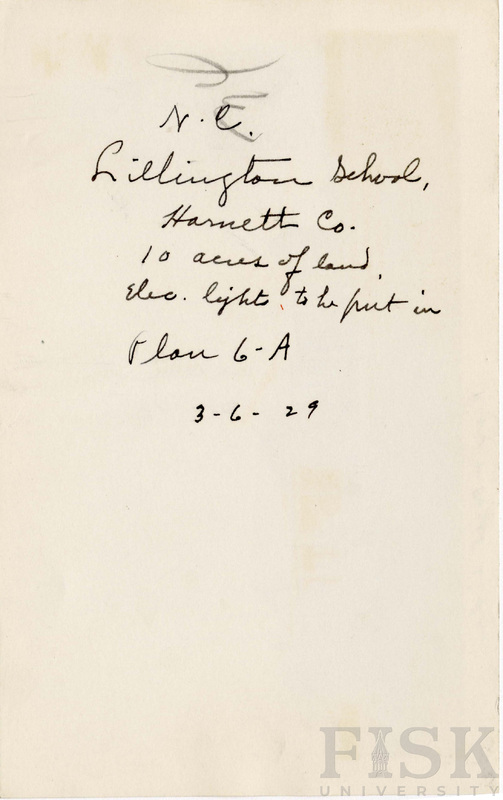 N.C.
Lillington School,
Harnett Co.
10 acres of land,
Elec. lights to be put in
Plan 6-A
3-6-29
FISK
UNIVERSITY